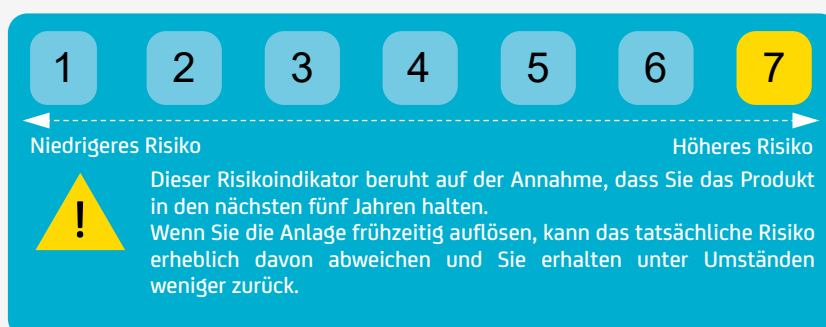 1 2 3 4 5 6 7
Niedrigeres Risiko Höheres Risiko
! Dieser Risikoindikator beruht auf der Annahme, dass Sie das Produkt
in den nächsten fünf Jahren halten.
Wenn Sie die Anlage frühzeitig auflösen, kann das tatsächliche Risiko
erheblich davon abweichen und Sie erhalten unter Umständen
weniger zurück.